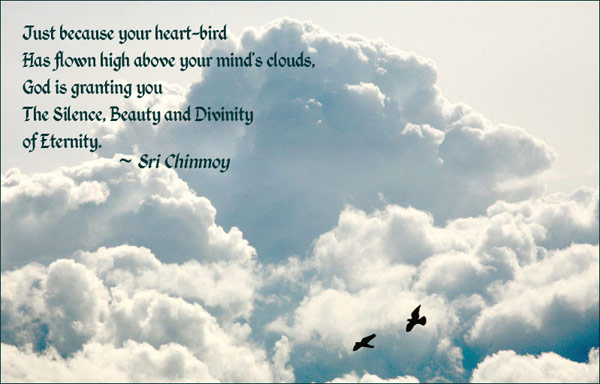 Just because your heart-bird
Has flown high above your mind's clouds,
God is granting you
The Silence, Beauty and Divinity
of Eternity.
~ Sri Chinmoy